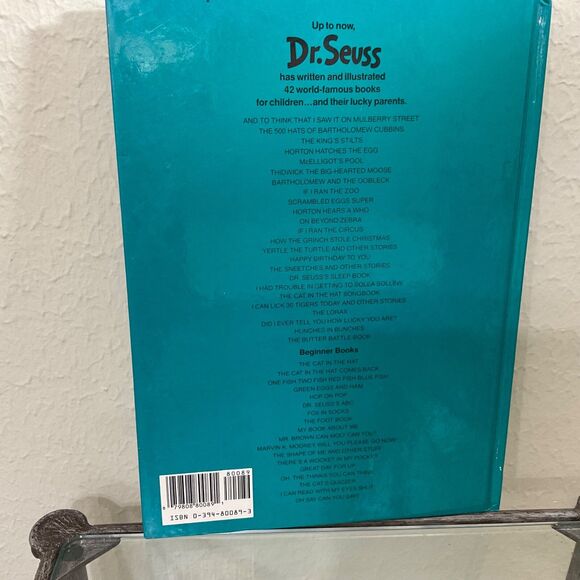 Up to now,
Dr. Seuss
has written and illustrated
42 world-famous books
for children...and their lucky parents.
AND TO THINK THAT I SAW IT ON MULBERRY STREET
THE 500 HATS OF BARTHOLOMEW CUBBINS
THE KING'S STILTS
HORTON HATCHES THE EGG
McELLIGOT'S POOL
THIDWICK THE BIG-HEARTED MOOSE
BARTHOLOMEW AND THE OOBLECK
IF I RAN THE ZOO
SCRAMBLED EGGS SUPER
HORTON HEARS A WHO
ON BEYOND ZEBRA
IF I RAN THE CIRCUS
HOW THE GRINCH STOLE CHRISTMAS
YERTLE THE TURTLE AND OTHER STORIES
HAPPY BIRTHDAY TO YOU
THE SNEETCHES AND OTHER STORIES
DR. SEUSS'S SLEEP BOOK
I HAD TROUBLE IN GETTING TO SOLLA SOLLEW
THE CAT IN THE HAT SONGBOOK
I CAN LICK 30 TIGERS TODAY AND OTHER STORIES
THE LORAX
DID I EVER TELL YOU HOW LUCKY YOU ARE?
HUNCHES IN BUNCHES
THE BUTTER BATTLE BOOK
Beginner Books
THE CAT IN THE HAT
THE CAT IN THE HAT COMES BACK
ONE FISH TWO FISH RED FISH BLUE FISH
GREEN EGGS AND HAM
HOP ON POP
DR. SEUSS'S ABC
FOX IN SOCKS
THE FOOT BOOK
MY BOOK ABOUT ME
MR. BROWN CAN MOO! CAN YOU?
MARVIN K. MOONEY WILL YOU PLEASE GO NOW!
THE SHAPE OF ME AND OTHER STUFF
THERE'S A WOCKET IN MY POCKET
GREAT DAY FOR UP
OH, THE THINKS YOU CAN THINK
THE CAT'S QUIZZER
I CAN READ WITH MY EYES SHUT
OH SAY CAN YOU SAY?
80089
79808 80089
ISBN 0-394-80089-3